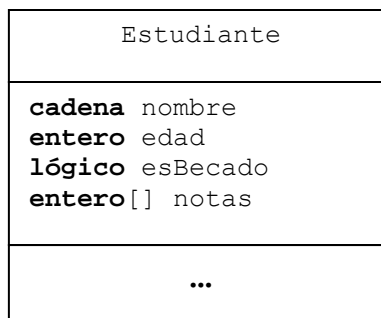 Estudiante
cadena nombre
entero edad
lógico esBecado
entero[] notas
…